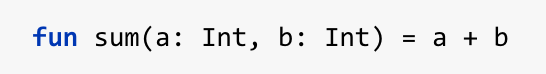 fun sum(a: Int, b: Int) = a + b